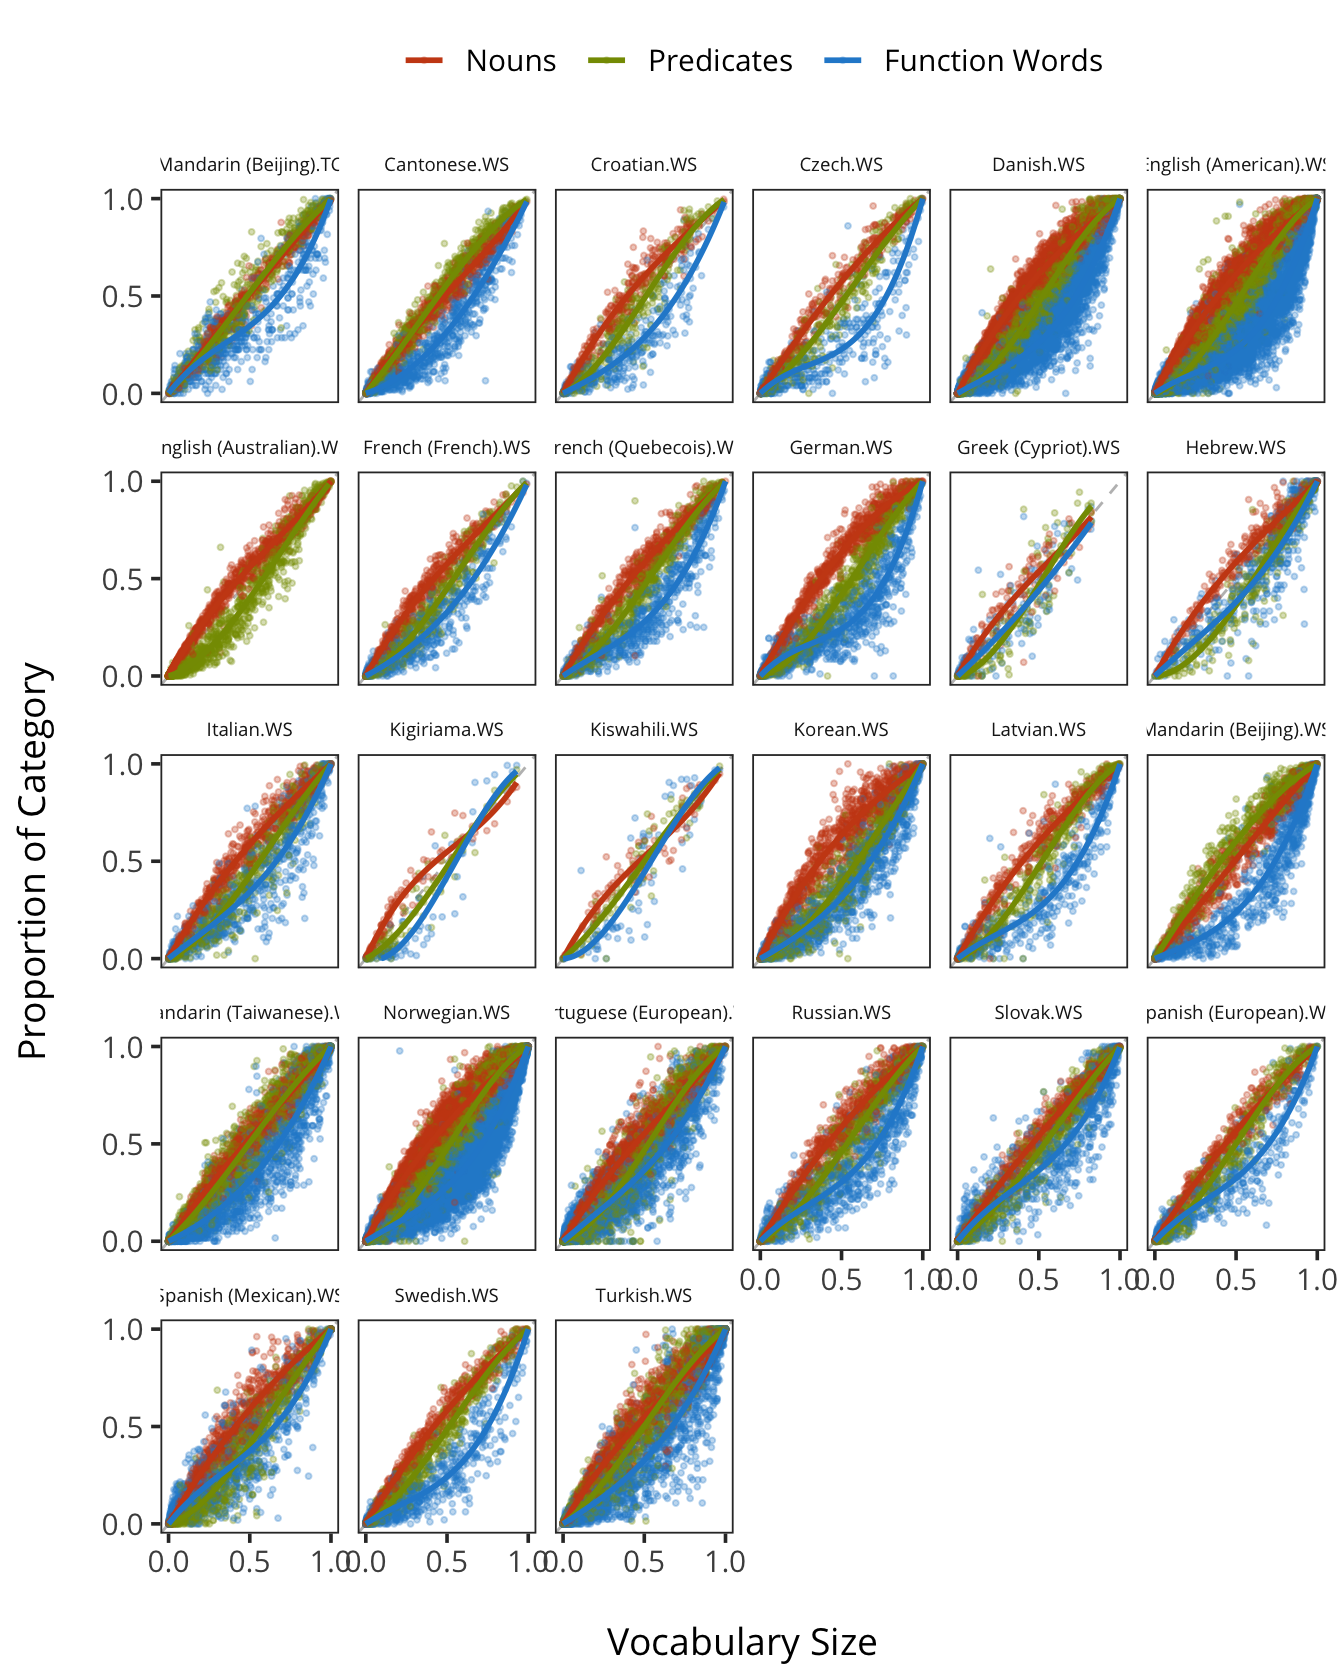 Nouns Predicates Function Words
Mandarin (Beijing).TC Cantonese.WS Croatian.WS Czech.WS Danish.WS English (American).WS
1.0
0.5
0.0
nglish (Australian).W French (French).WS rench (Quebecois).W German.WS Greek (Cypriot).WS Hebrew.WS
1.0
0.5
0.0
Italian.WS Kigiriama.WS Kiswahili.WS Korean.WS Latvian.WS Mandarin (Beijing).WS
1.0
0.5
0.0
andarin (Taiwanese).\ Norwegian.WS rtuguese (European). Russian.WS Slovak.WS panish (European).W
1.0
0.5
0.0
0.0 0.5 1.0 0.0 0.5 1.0 0.0 0.5 1.0
Spanish (Mexican).WS Swedish.WS Turkish.WS
1.0
0.5
0.0
0.0 0.5 1.0 0.0 0.5 1.0 0.0 0.5 1.0
Proportion of Category
Vocabulary Size